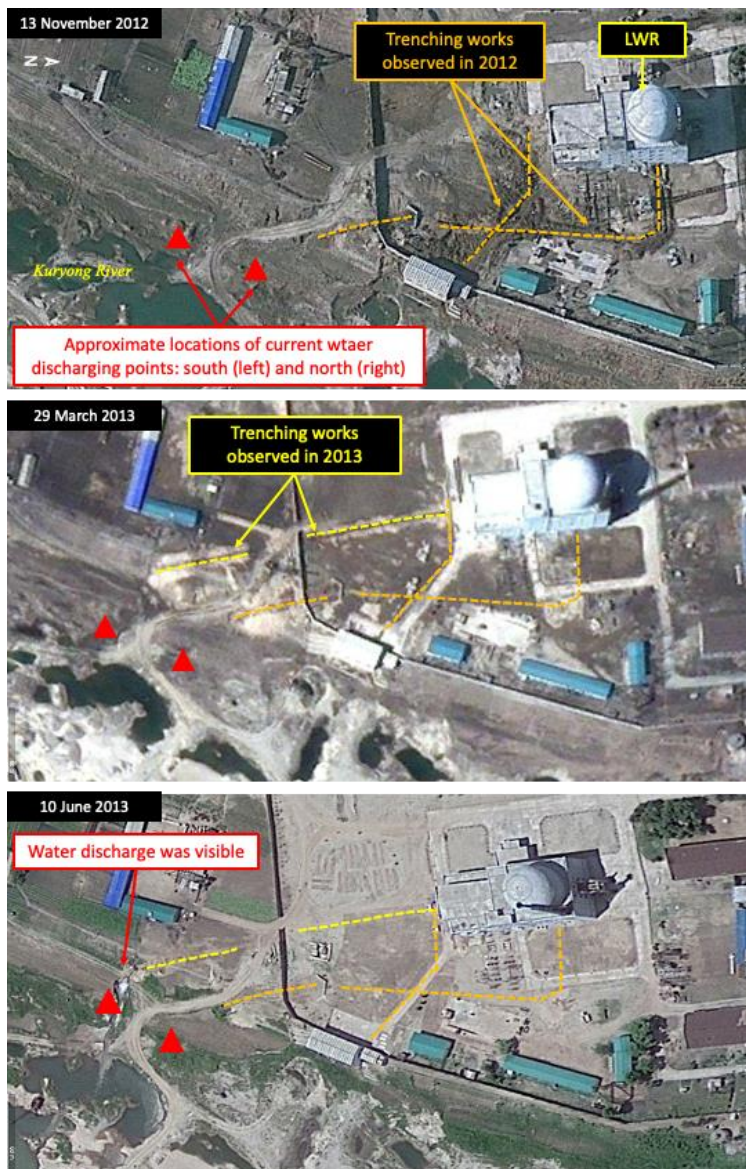 13 November 2012
Trenching works
observed in 2012
LWR
N
Kuryong River
Approximate locations of current wtaer
discharging points: south (left) and north (right)
29 March 2013
Trenching works
observed in 2013
10 June 2013
Water discharge was visible